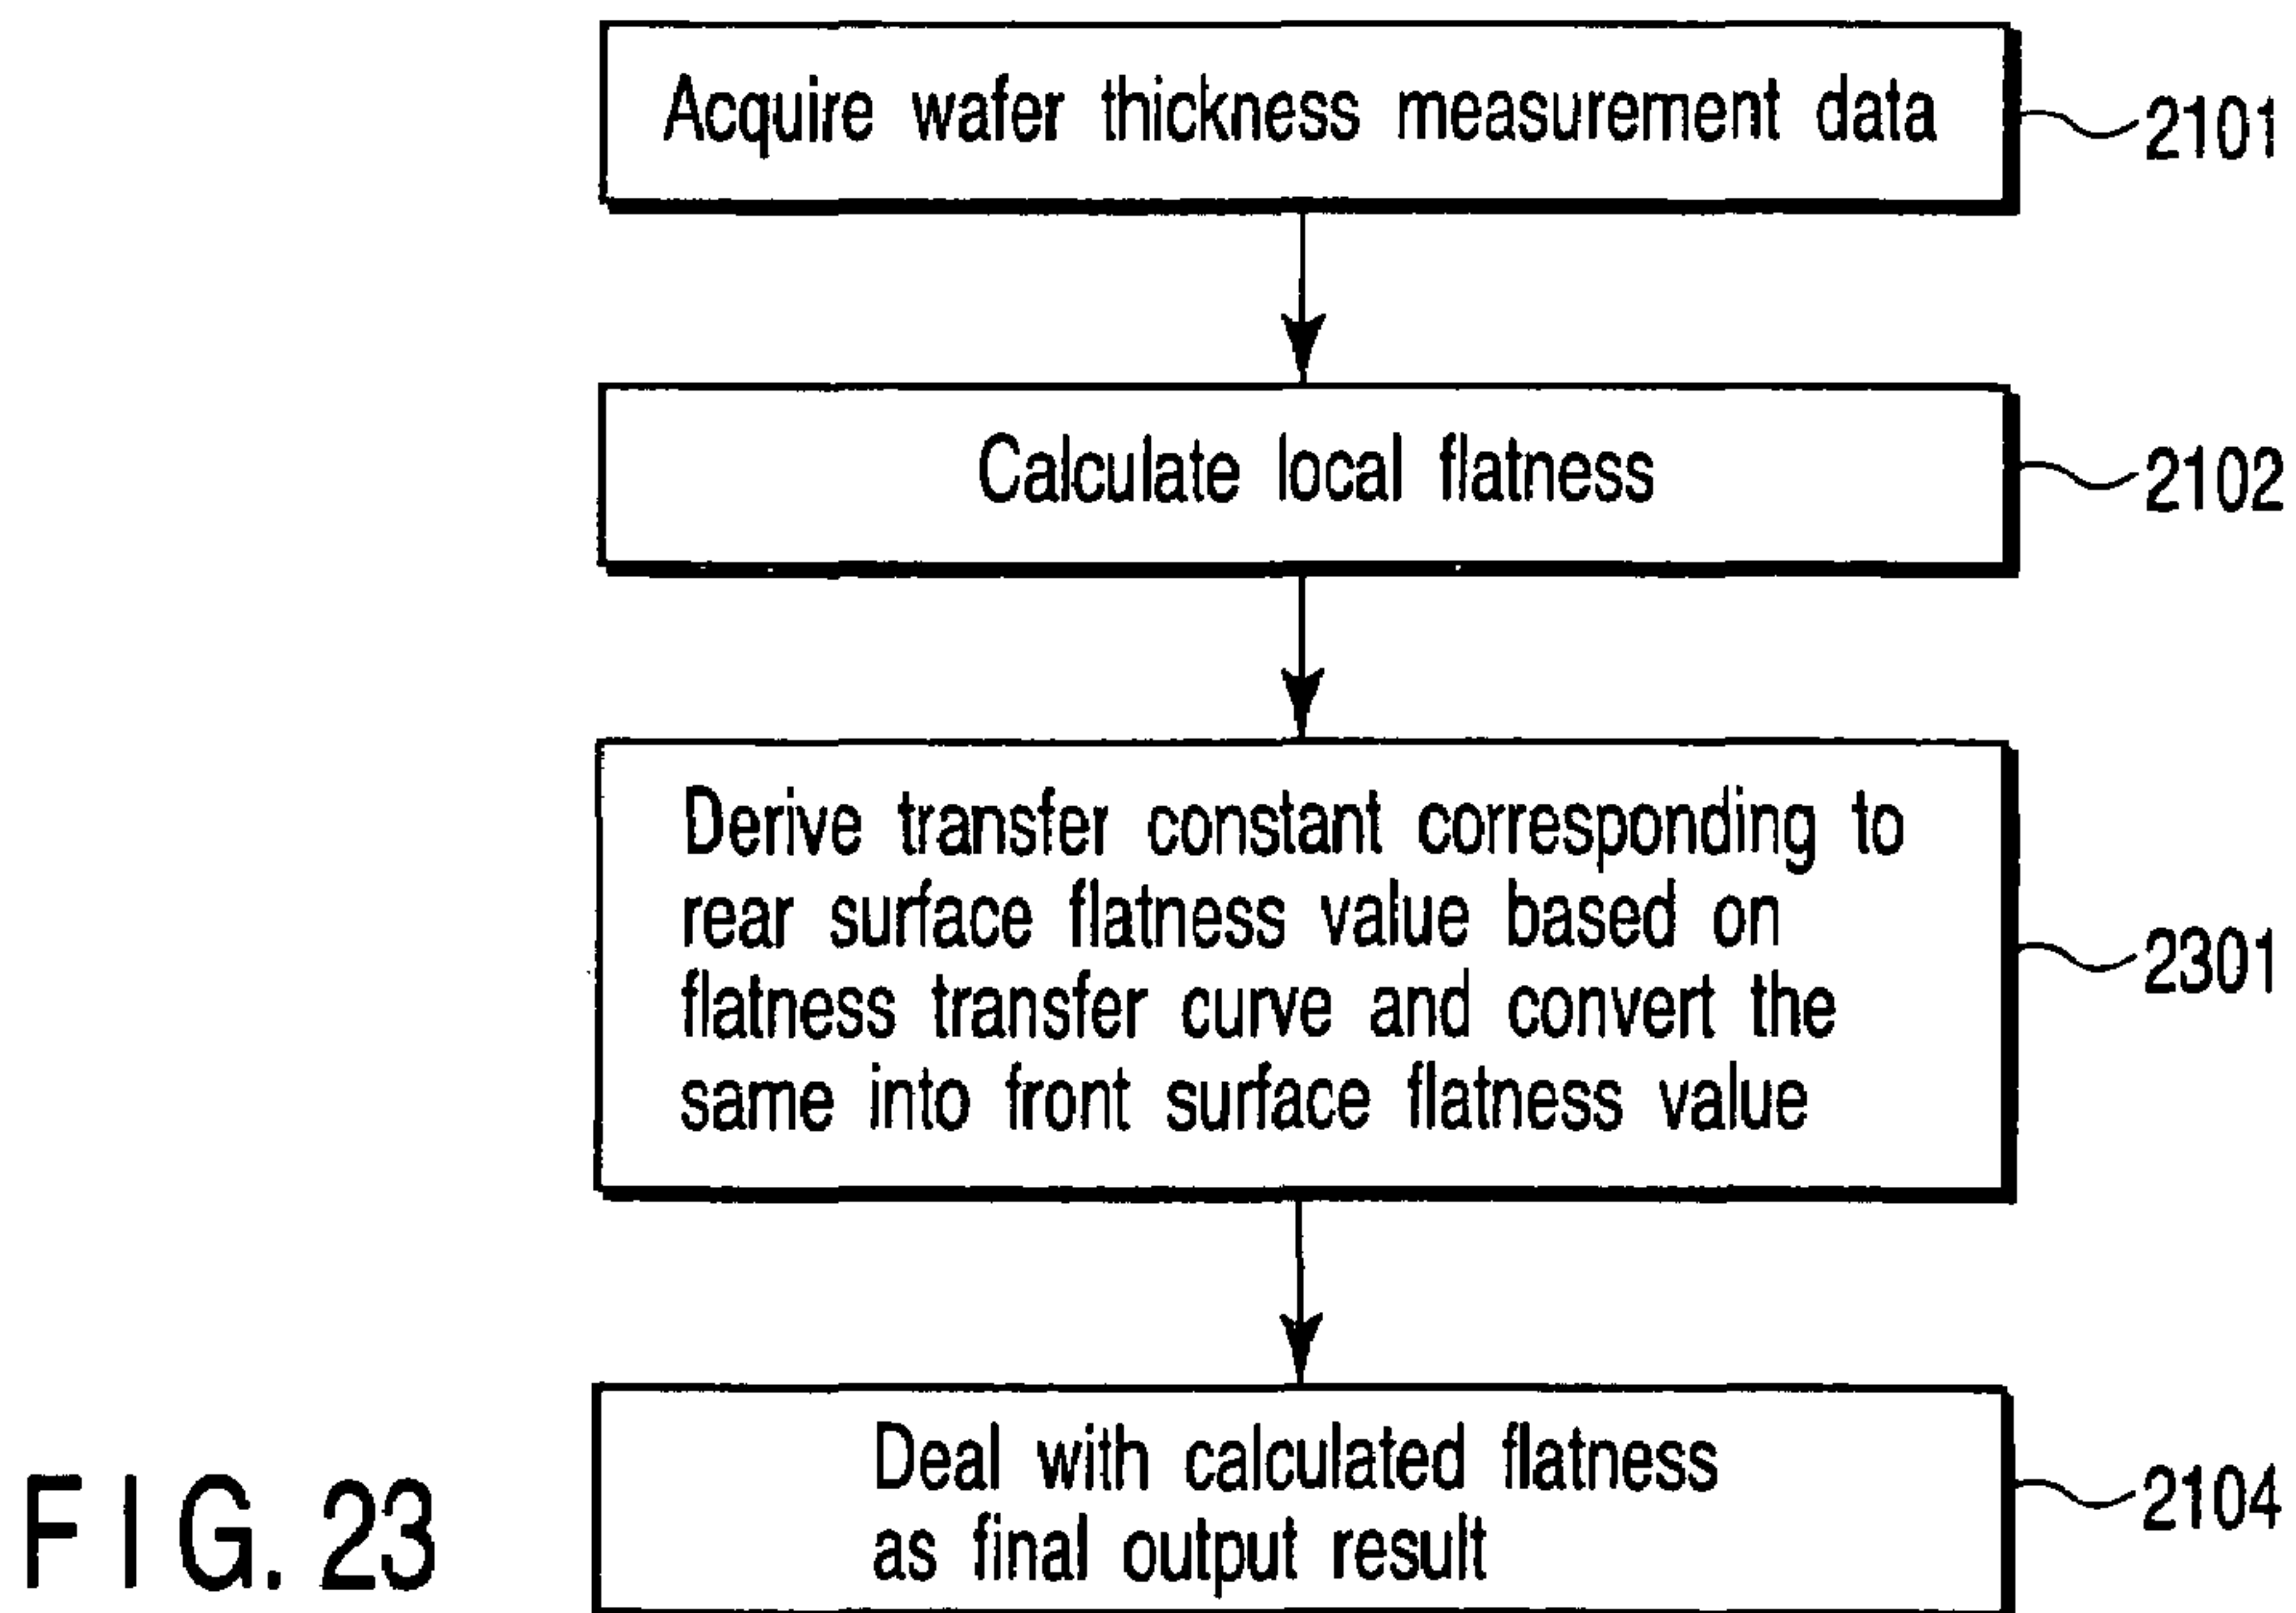 Acquire wafer thickness measurement data
2101
Calculate local flatness
2102
Derive transfer constant corresponding to
rear surface flatness value based on
flatness transfer curve and convert the
same into front surface flatness value
2301
Deal with calculated flatness
as final output result
2104
FIG. 23